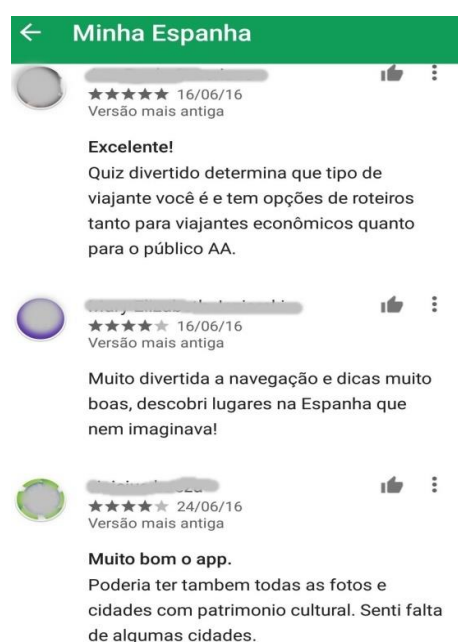 Minha Espanha
★★★★★ 16/06/16
Versão mais antiga
Excelente!
Quiz divertido determina que tipo de
viajante você é e tem opções de roteiros
tanto para viajantes econômicos quanto
para o público AA.
★★★★★ 16/06/16
Versão mais antiga
Muito divertida a navegação e dicas muito
boas, descobri lugares na Espanha que
nem imaginava!
★★★★★ 24/06/16
Versão mais antiga
Muito bom o app.
Poderia ter tambem todas as fotos e
cidades com patrimonio cultural. Senti falta
de algumas cidades.